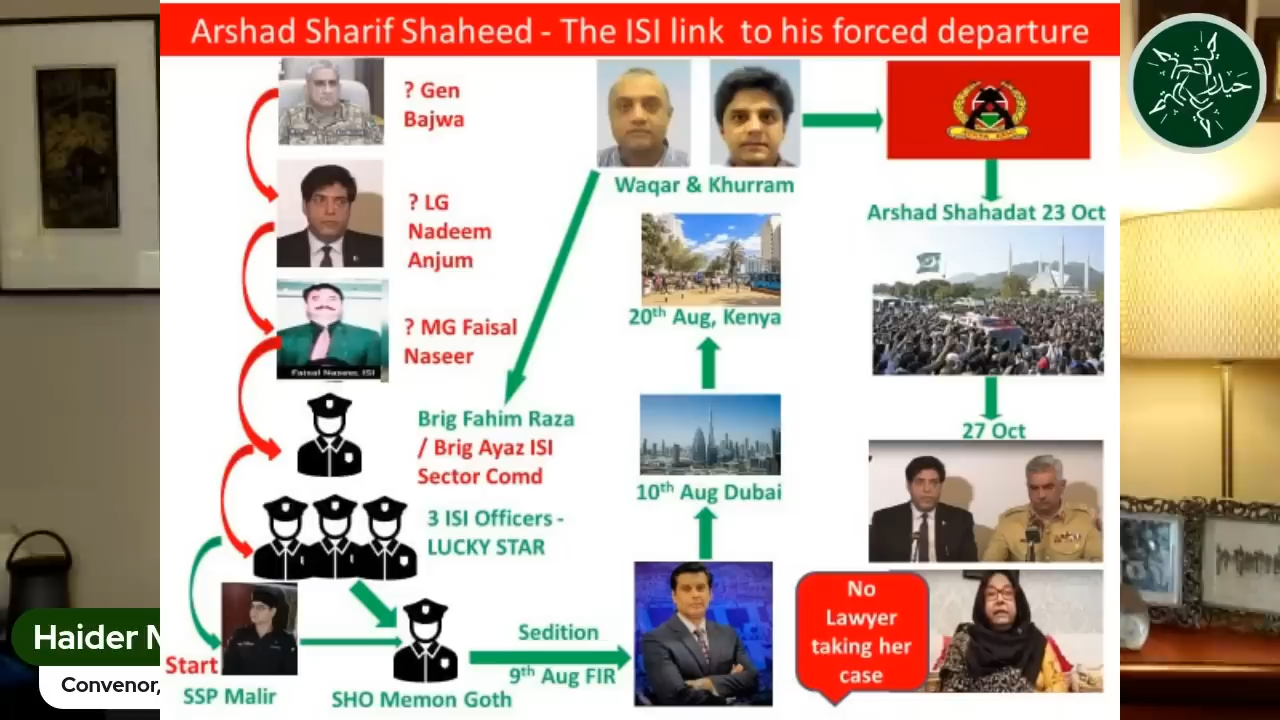 Arshad Sharif Shaheed - The ISI link to his forced departure
? Gen
Bajwa
? LG
Nadeem
Anjum
? MG Faisal
Naseer
Faisal Naseer, ISI
Brig Fahim Raza
/ Brig Ayaz ISI
Sector Comd
3 ISI Officers -
LUCKY STAR
Start
SSP Malir
SHO Memon Goth
Sedition
9th Aug FIR
10th Aug Dubai
20th Aug, Kenya
Waqar & Khurram
Arshad Shahadat 23 Oct
27 Oct
No
Lawyer
taking her
case
حیدر
Haider M
Convenor,